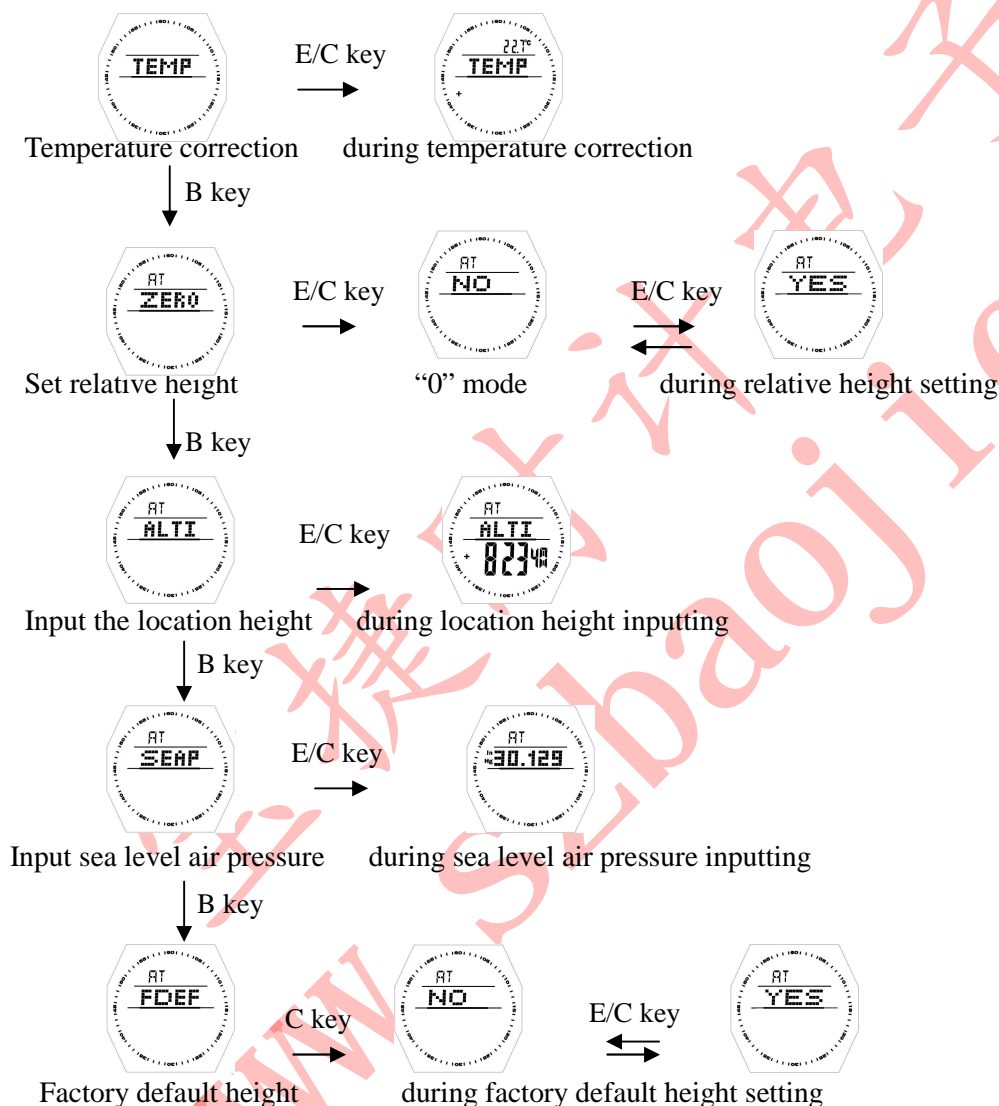 22.7°C
TEMP
E/C key
TEMP
+
Temperature correction during temperature correction
B key
AT
ZERO
E/C key
AT
NO
E/C key
AT
YES
Set relative height “0” mode during relative height setting
B key
AT
ALTI
E/C key
AT
ALTI
+ 8234
Input the location height during location height inputting
B key
AT
SEAP
E/C key
AT
In Hg 30.129
Input sea level air pressure during sea level air pressure inputting
B key
AT
FDEF
C key
AT
NO
E/C key
AT
YES
Factory default height during factory default height setting